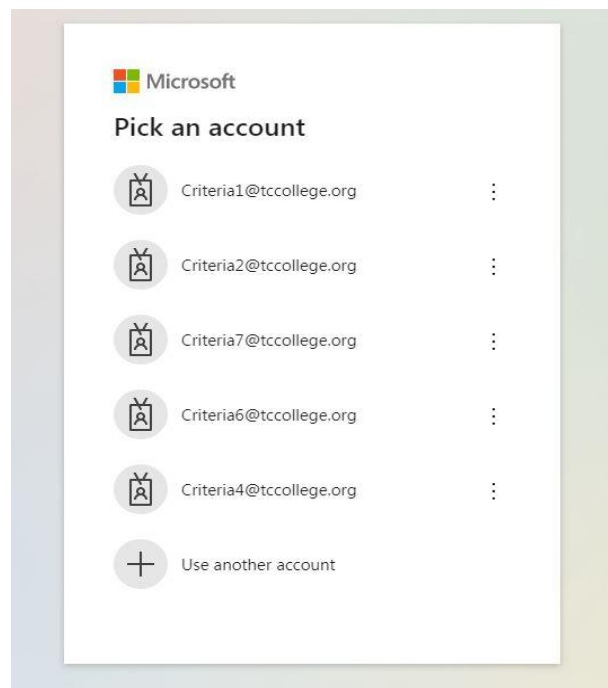 Microsoft
Pick an account
Criteria1@tccollege.org
Criteria2@tccollege.org
Criteria7@tccollege.org
Criteria6@tccollege.org
Criteria4@tccollege.org
Use another account